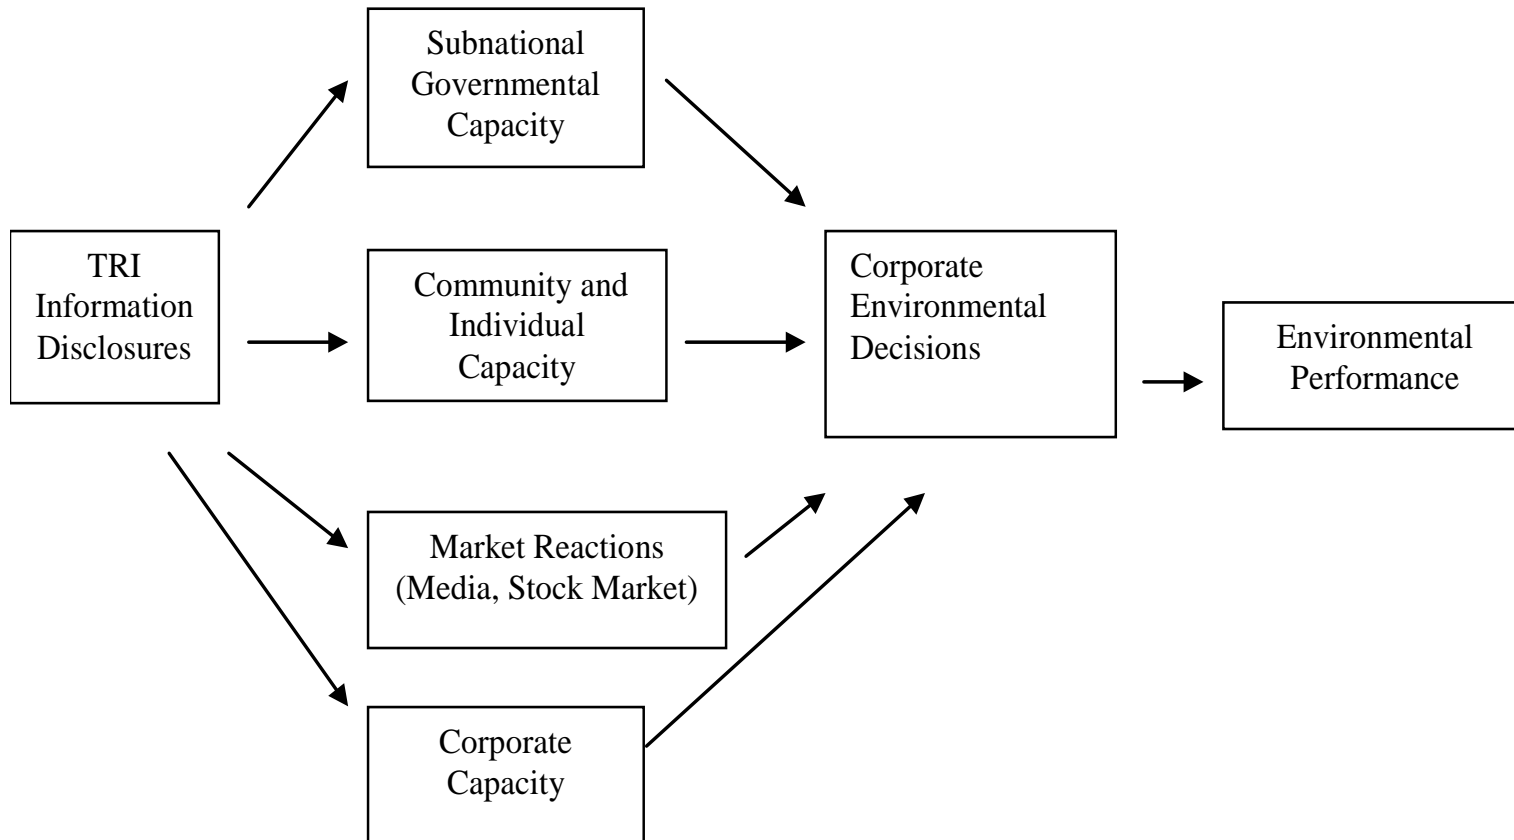 Subnational
Governmental
Capacity
TRI
Information
Disclosures
Community and
Individual
Capacity
Corporate
Environmental
Decisions
Environmental
Performance
Market Reactions
(Media, Stock Market)
Corporate
Capacity